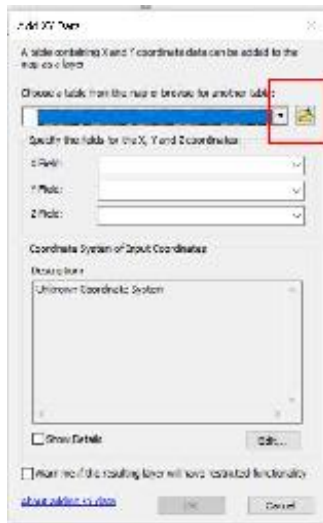 Add XY Data
A table containing X and Y coordinate data can be added to the
map as a layer
Choose a table from the map or browse for another table:
Specify the fields for the X, Y and Z coordinates:
X Field:
Y Field:
Z Field:
Coordinate System of Input Coordinates
Description:
Unknown Coordinate System
Show Details
Edit...
Warn me if the resulting layer will have restricted functionality
About adding XY data
OK
Cancel